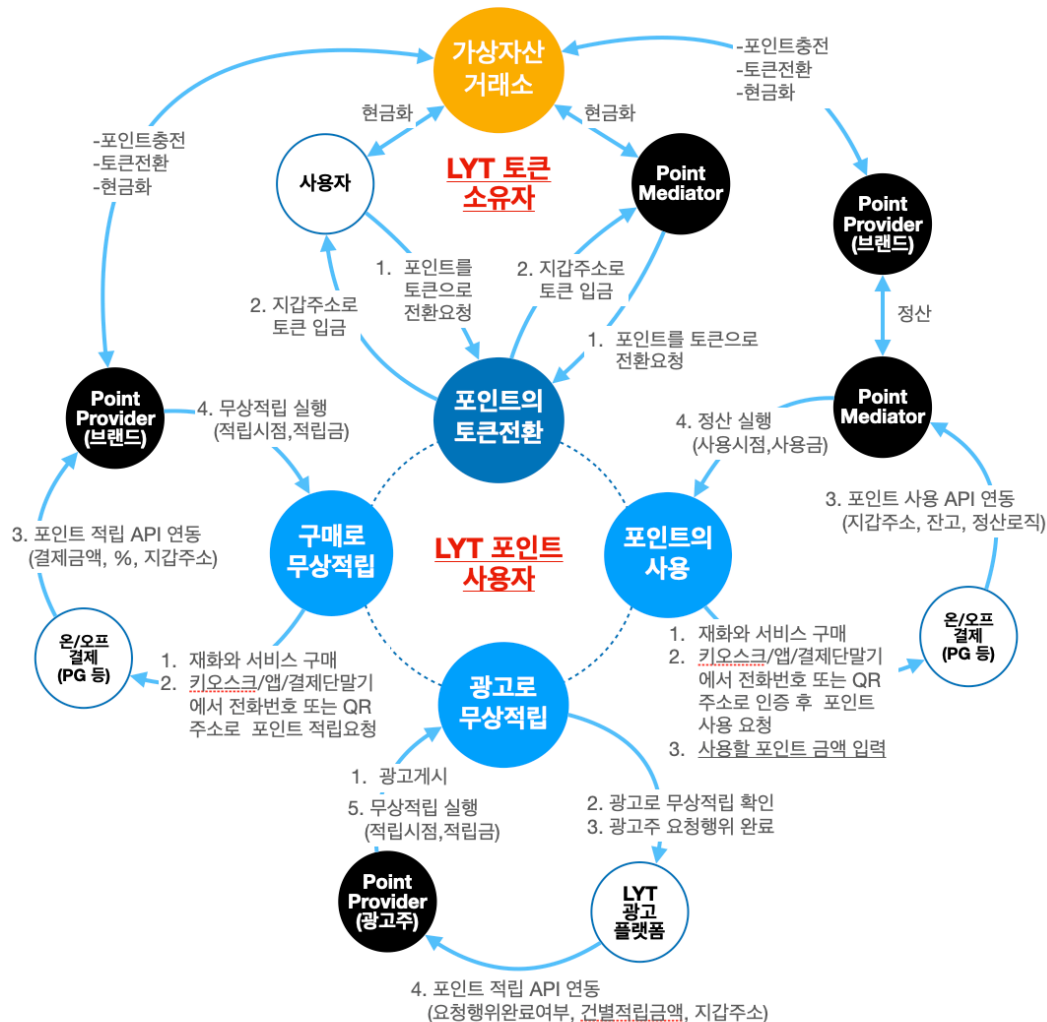 가상자산
거래소
-포인트충전
-토큰전환
-현금화
-포인트충전
-토큰전환
-현금화
현금화
현금화
사용자
LYT 토큰
소유자
Point
Mediator
Point
Provider
(브랜드)
정산
1. 포인트를
토큰으로
전환요청
2. 지갑주소로
토큰 입금
2. 지갑주소로
토큰 입금
1. 포인트를 토큰으로
전환요청
포인트의
토큰전환
Point
Provider
(브랜드)
4. 무상적립 실행
(적립시점,적립금)
Point
Mediator
4. 정산 실행
(사용시점,사용금)
3. 포인트 적립 API 연동
(결제금액, %, 지갑주소)
구매로
무상적립
LYT 포인트
사용자
포인트의
사용
3. 포인트 사용 API 연동
(지갑주소, 잔고, 정산로직)
온/오프
결제
(PG 등)
1. 재화와 서비스 구매
2. 키오스크/앱/결제단말기
에서 전화번호 또는 QR
주소로 포인트 적립요청
온/오프
결제
(PG 등)
1. 재화와 서비스 구매
2. 키오스크/앱/결제단말기
에서 전화번호 또는 QR
주소로 인증 후 포인트
사용 요청
3. 사용할 포인트 금액 입력
광고로
무상적립
1. 광고게시
5. 무상적립 실행
(적립시점,적립금)
2. 광고로 무상적립 확인
3. 광고주 요청행위 완료
Point
Provider
(광고주)
LYT
광고
플랫폼
4. 포인트 적립 API 연동
(요청행위완료여부, 건별적립금액, 지갑주소)